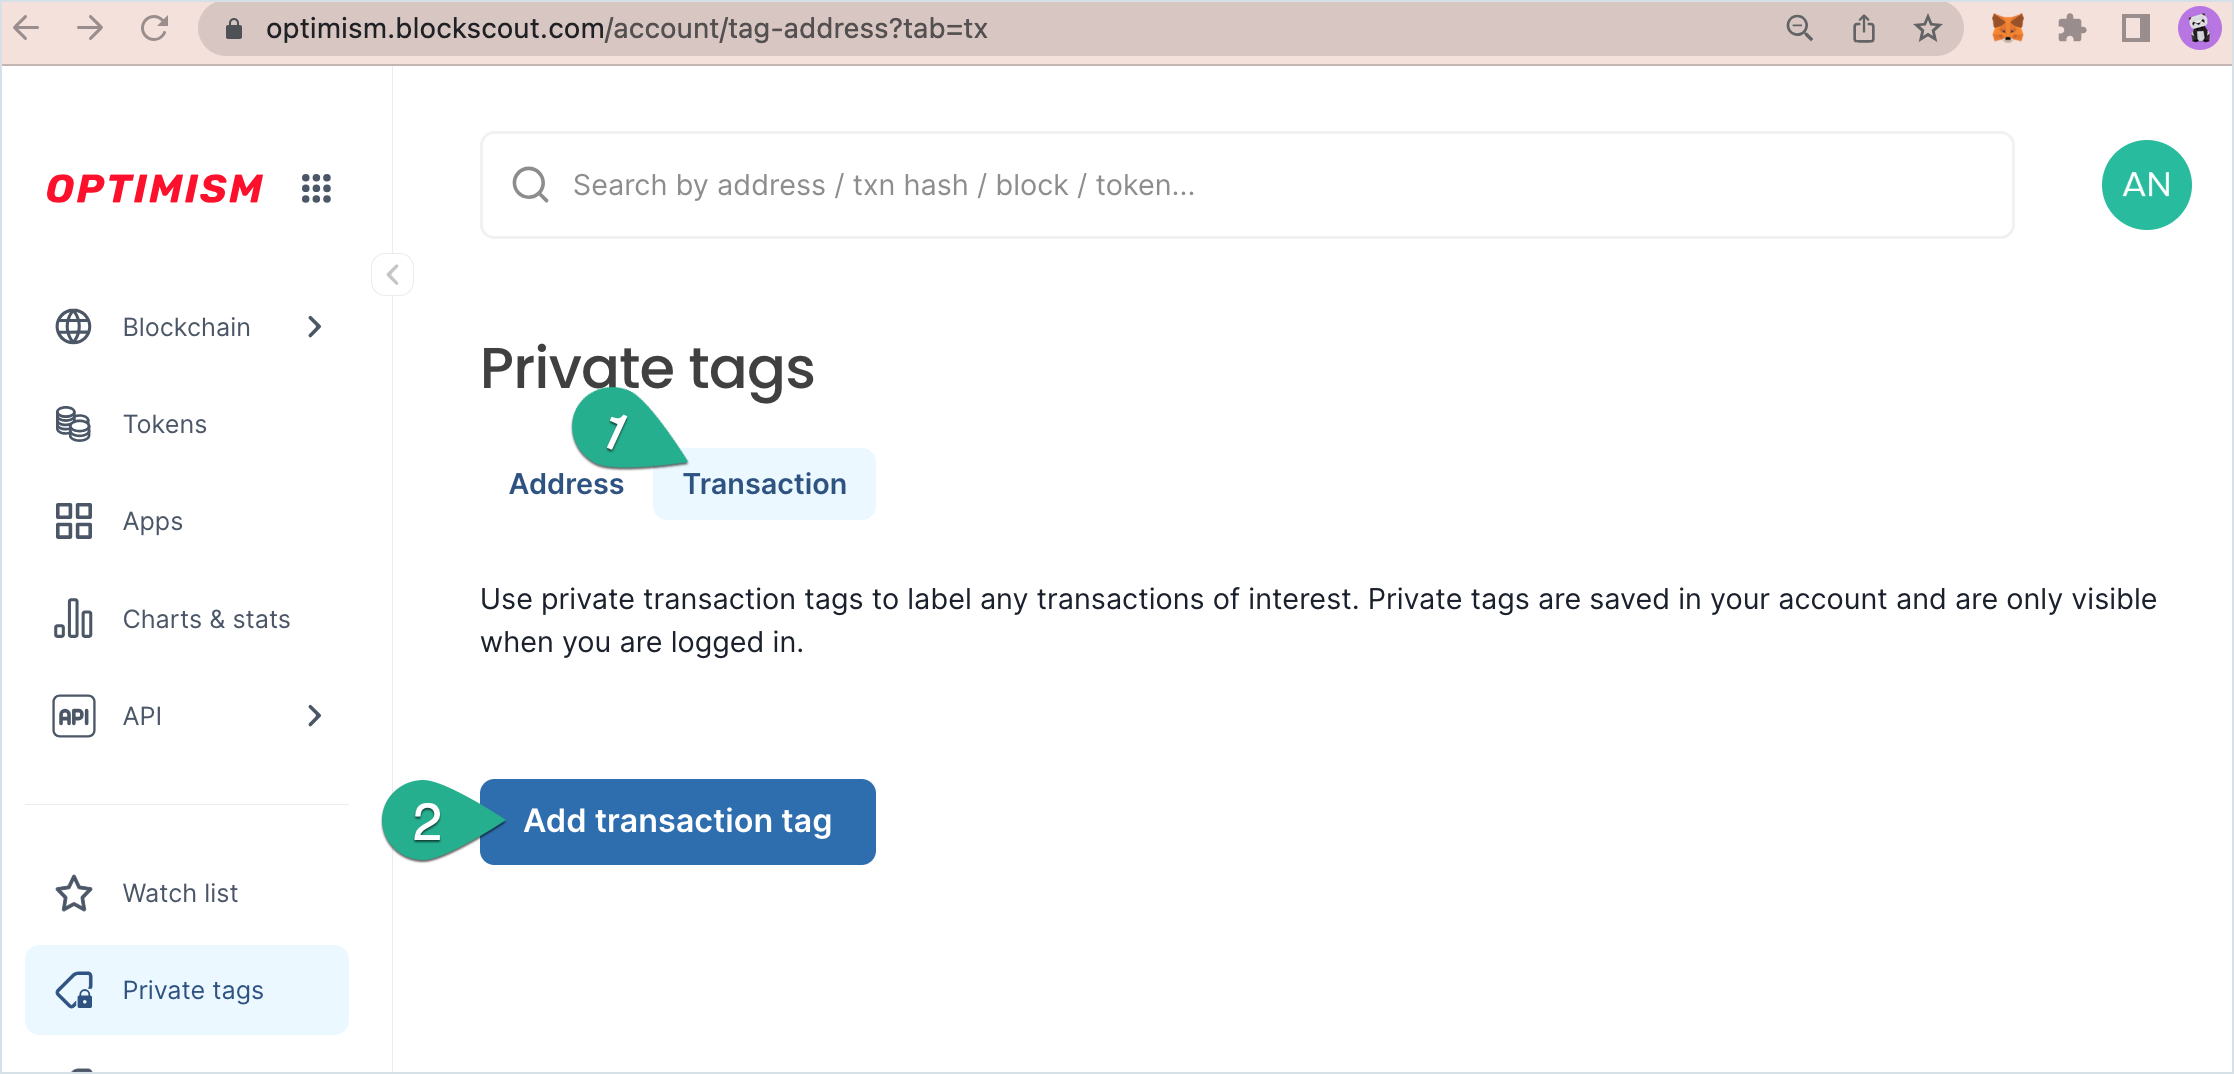 optimism.blockscout.com/account/tag-address?tab=tx
OPTIMISM
Search by address / txn hash / block / token...
AN
Blockchain
Tokens
Apps
Charts & stats
API API
Watch list
Private tags
Private tags
1
Address Transaction
Use private transaction tags to label any transactions of interest. Private tags are saved in your account and are only visible
when you are logged in.
2 Add transaction tag